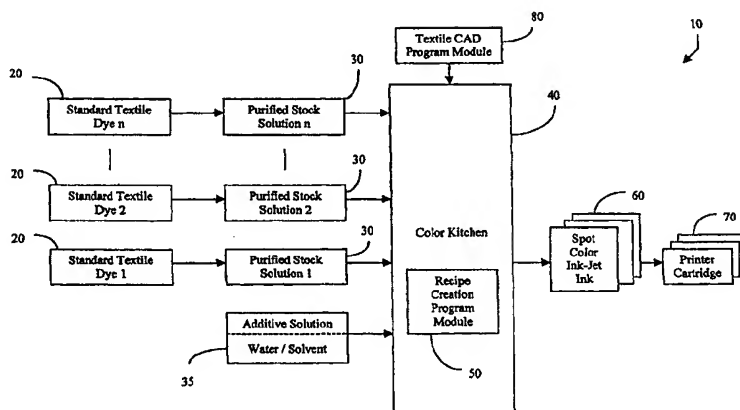 80
10
Textile CAD
Program Module
20
30
40
Standard Textile
Dye n
Purified Stock
Solution n
20
30
Standard Textile
Dye 2
Purified Stock
Solution 2
60
70
20
30
Color Kitchen
Standard Textile
Dye 1
Purified Stock
Solution 1
Spot
Color
Ink-Jet
Ink
Printer
Cartridge
Recipe
Creation
Program
Module
Additive Solution
Water / Solvent
35
50